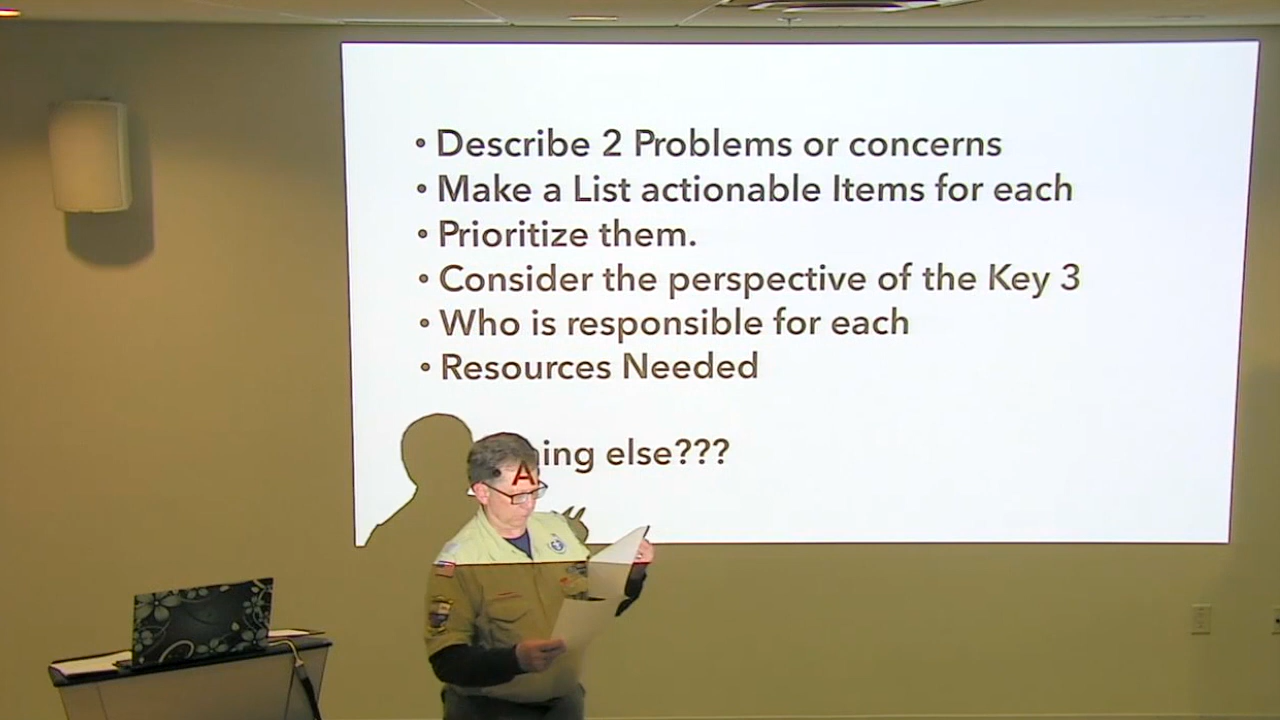 • Describe 2 Problems or concerns
• Make a List actionable Items for each
• Prioritize them.
• Consider the perspective of the Key 3
• Who is responsible for each
• Resources Needed
A hing else???